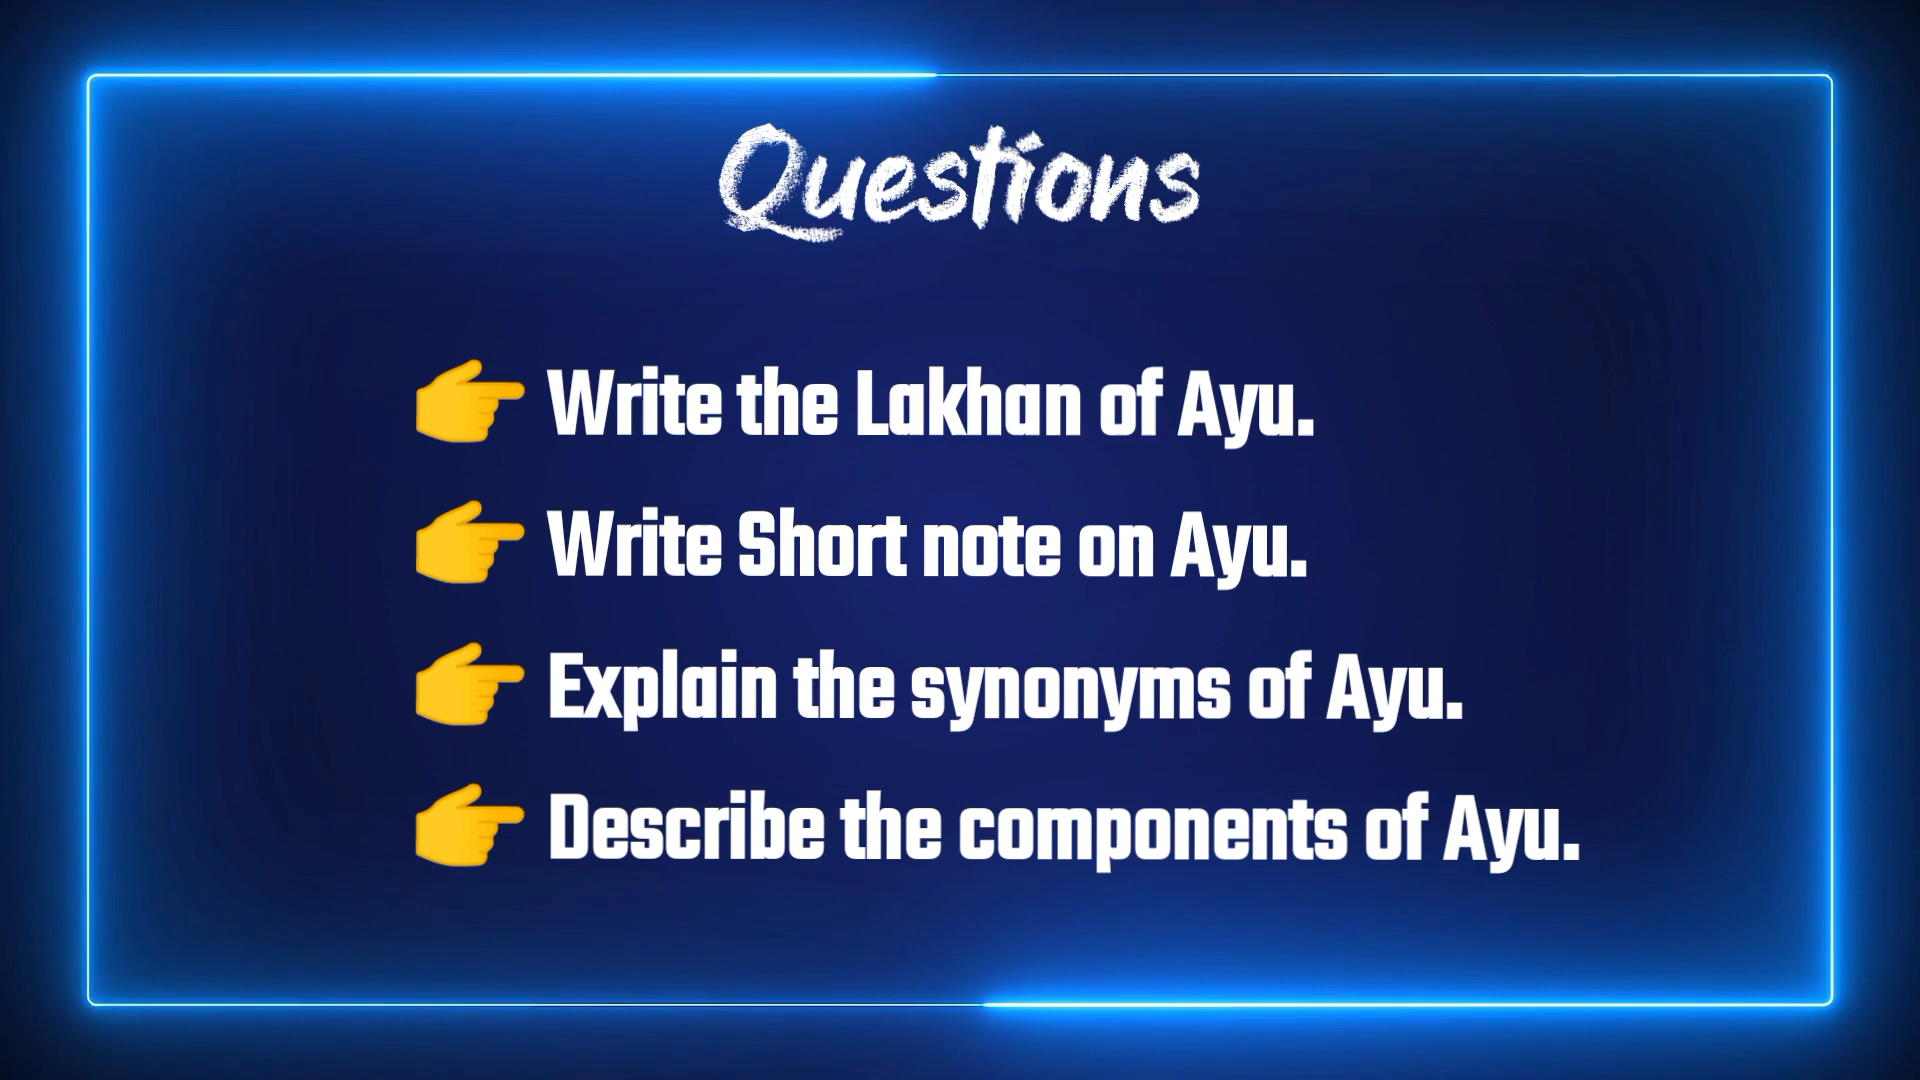 Questions
👉 Write the Lakhan of Ayu.
👉 Write Short note on Ayu.
👉 Explain the synonyms of Ayu.
👉 Describe the components of Ayu.